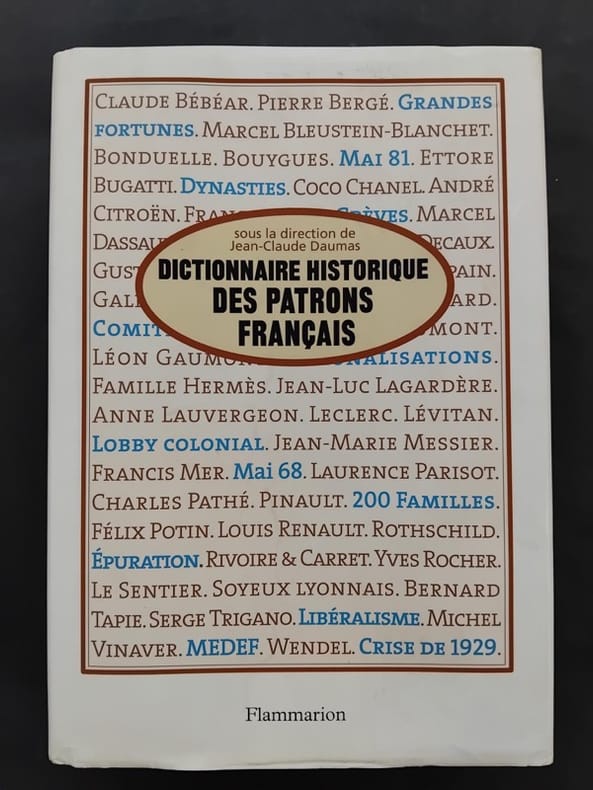 CLAUDE BÉBÉAR. PIERRE BERGÉ. GRANDES
FORTUNES. MARCEL BLEUSTEIN-BLANCHET.
BONDUELLE. BOUYGUES. MAI 81. ETTORE
BUGATTI. DYNASTIES. COCO CHANEL. ANDRÉ
CITROËN. MARCEL
sous la direction de
Jean-Claude Daumas
DICTIONNAIRE HISTORIQUE
DES PATRONS
FRANÇAIS
LÉON
FAMILLE HERMÈS. JEAN-LUC LAGARDÈRE.
ANNE LAUVERGEON. LECLERC. LÉVITAN.
LOBBY COLONIAL. JEAN-MARIE MESSIER.
FRANCIS MER. MAI 68. LAURENCE PARISOT.
CHARLES PATHÉ. PINAULT. 200 FAMILLES.
FÉLIX POTIN. LOUIS RENAULT. ROTHSCHILD.
ÉPURATION. RIVOIRE & CARRET. YVES ROCHER.
LE SENTIER. SOYEUX LYONNAIS. BERNARD
TAPIE. SERGE TRIGANO. LIBÉRALISME. MICHEL
VINAVER. MEDEF. WENDEL. CRISE DE 1929.
Flammarion